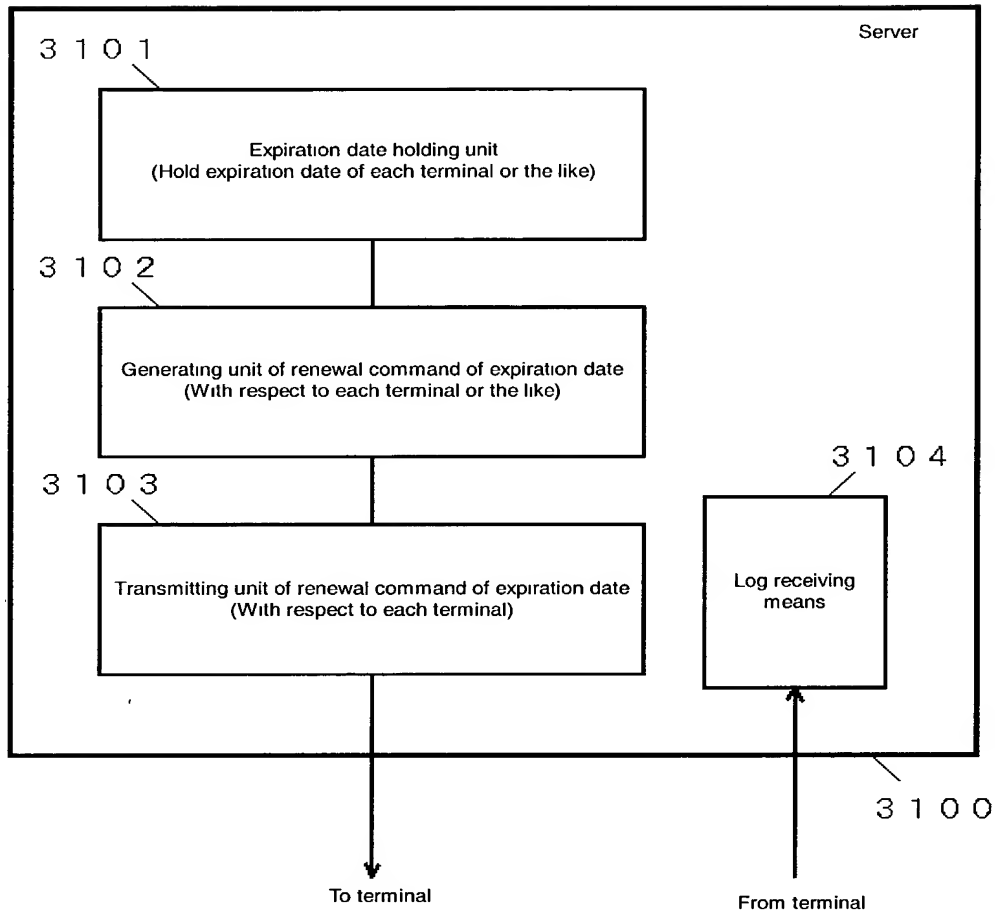 Server
3101
Expiration date holding unit
(Hold expiration date of each terminal or the like)
3102
Generating unit of renewal command of expiration date
(With respect to each terminal or the like)
3103
Transmitting unit of renewal command of expiration date
(With respect to each terminal)
3104
Log receiving
means
3100
To terminal
From terminal